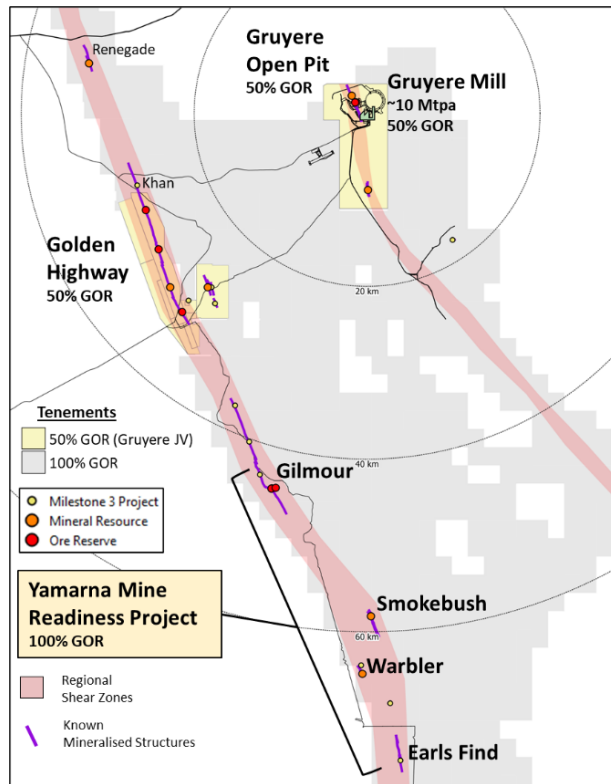 Renegade
Gruyere
Open Pit
50% GOR
Gruyere Mill
~10 Mtpa
50% GOR
Khan
Golden
Highway
50% GOR
20 km
Tenements
50% GOR (Gruyere JV)
100% GOR
40 km
Gilmour
Milestone 3 Project
Mineral Resource
Ore Reserve
Yamarna Mine
Readiness Project
100% GOR
Smokebush
60 km
Warbler
Regional
Shear Zones
Known
Mineralised Structures
Earls Find